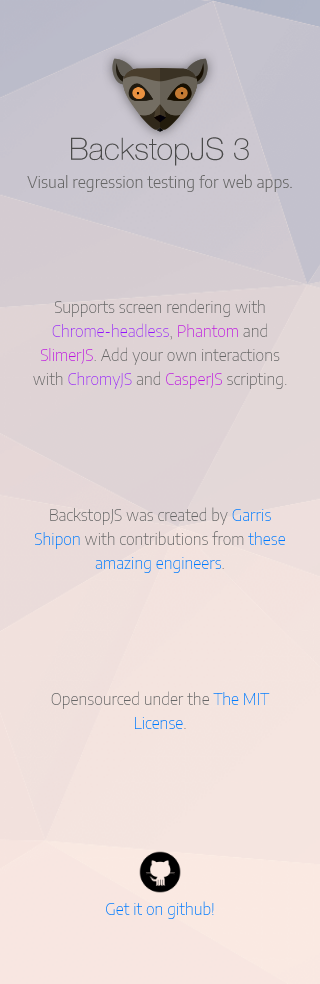 BackstopJS 3
Visual regression testing for web apps.
Supports screen rendering with
Chrome-headless, Phantom and
SlimerJS. Add your own interactions
with ChromyJS and CasperJS scripting.
BackstopJS was created by Garris
Shipon with contributions from these
amazing engineers.
Opensourced under the The MIT
License.
Get it on github!